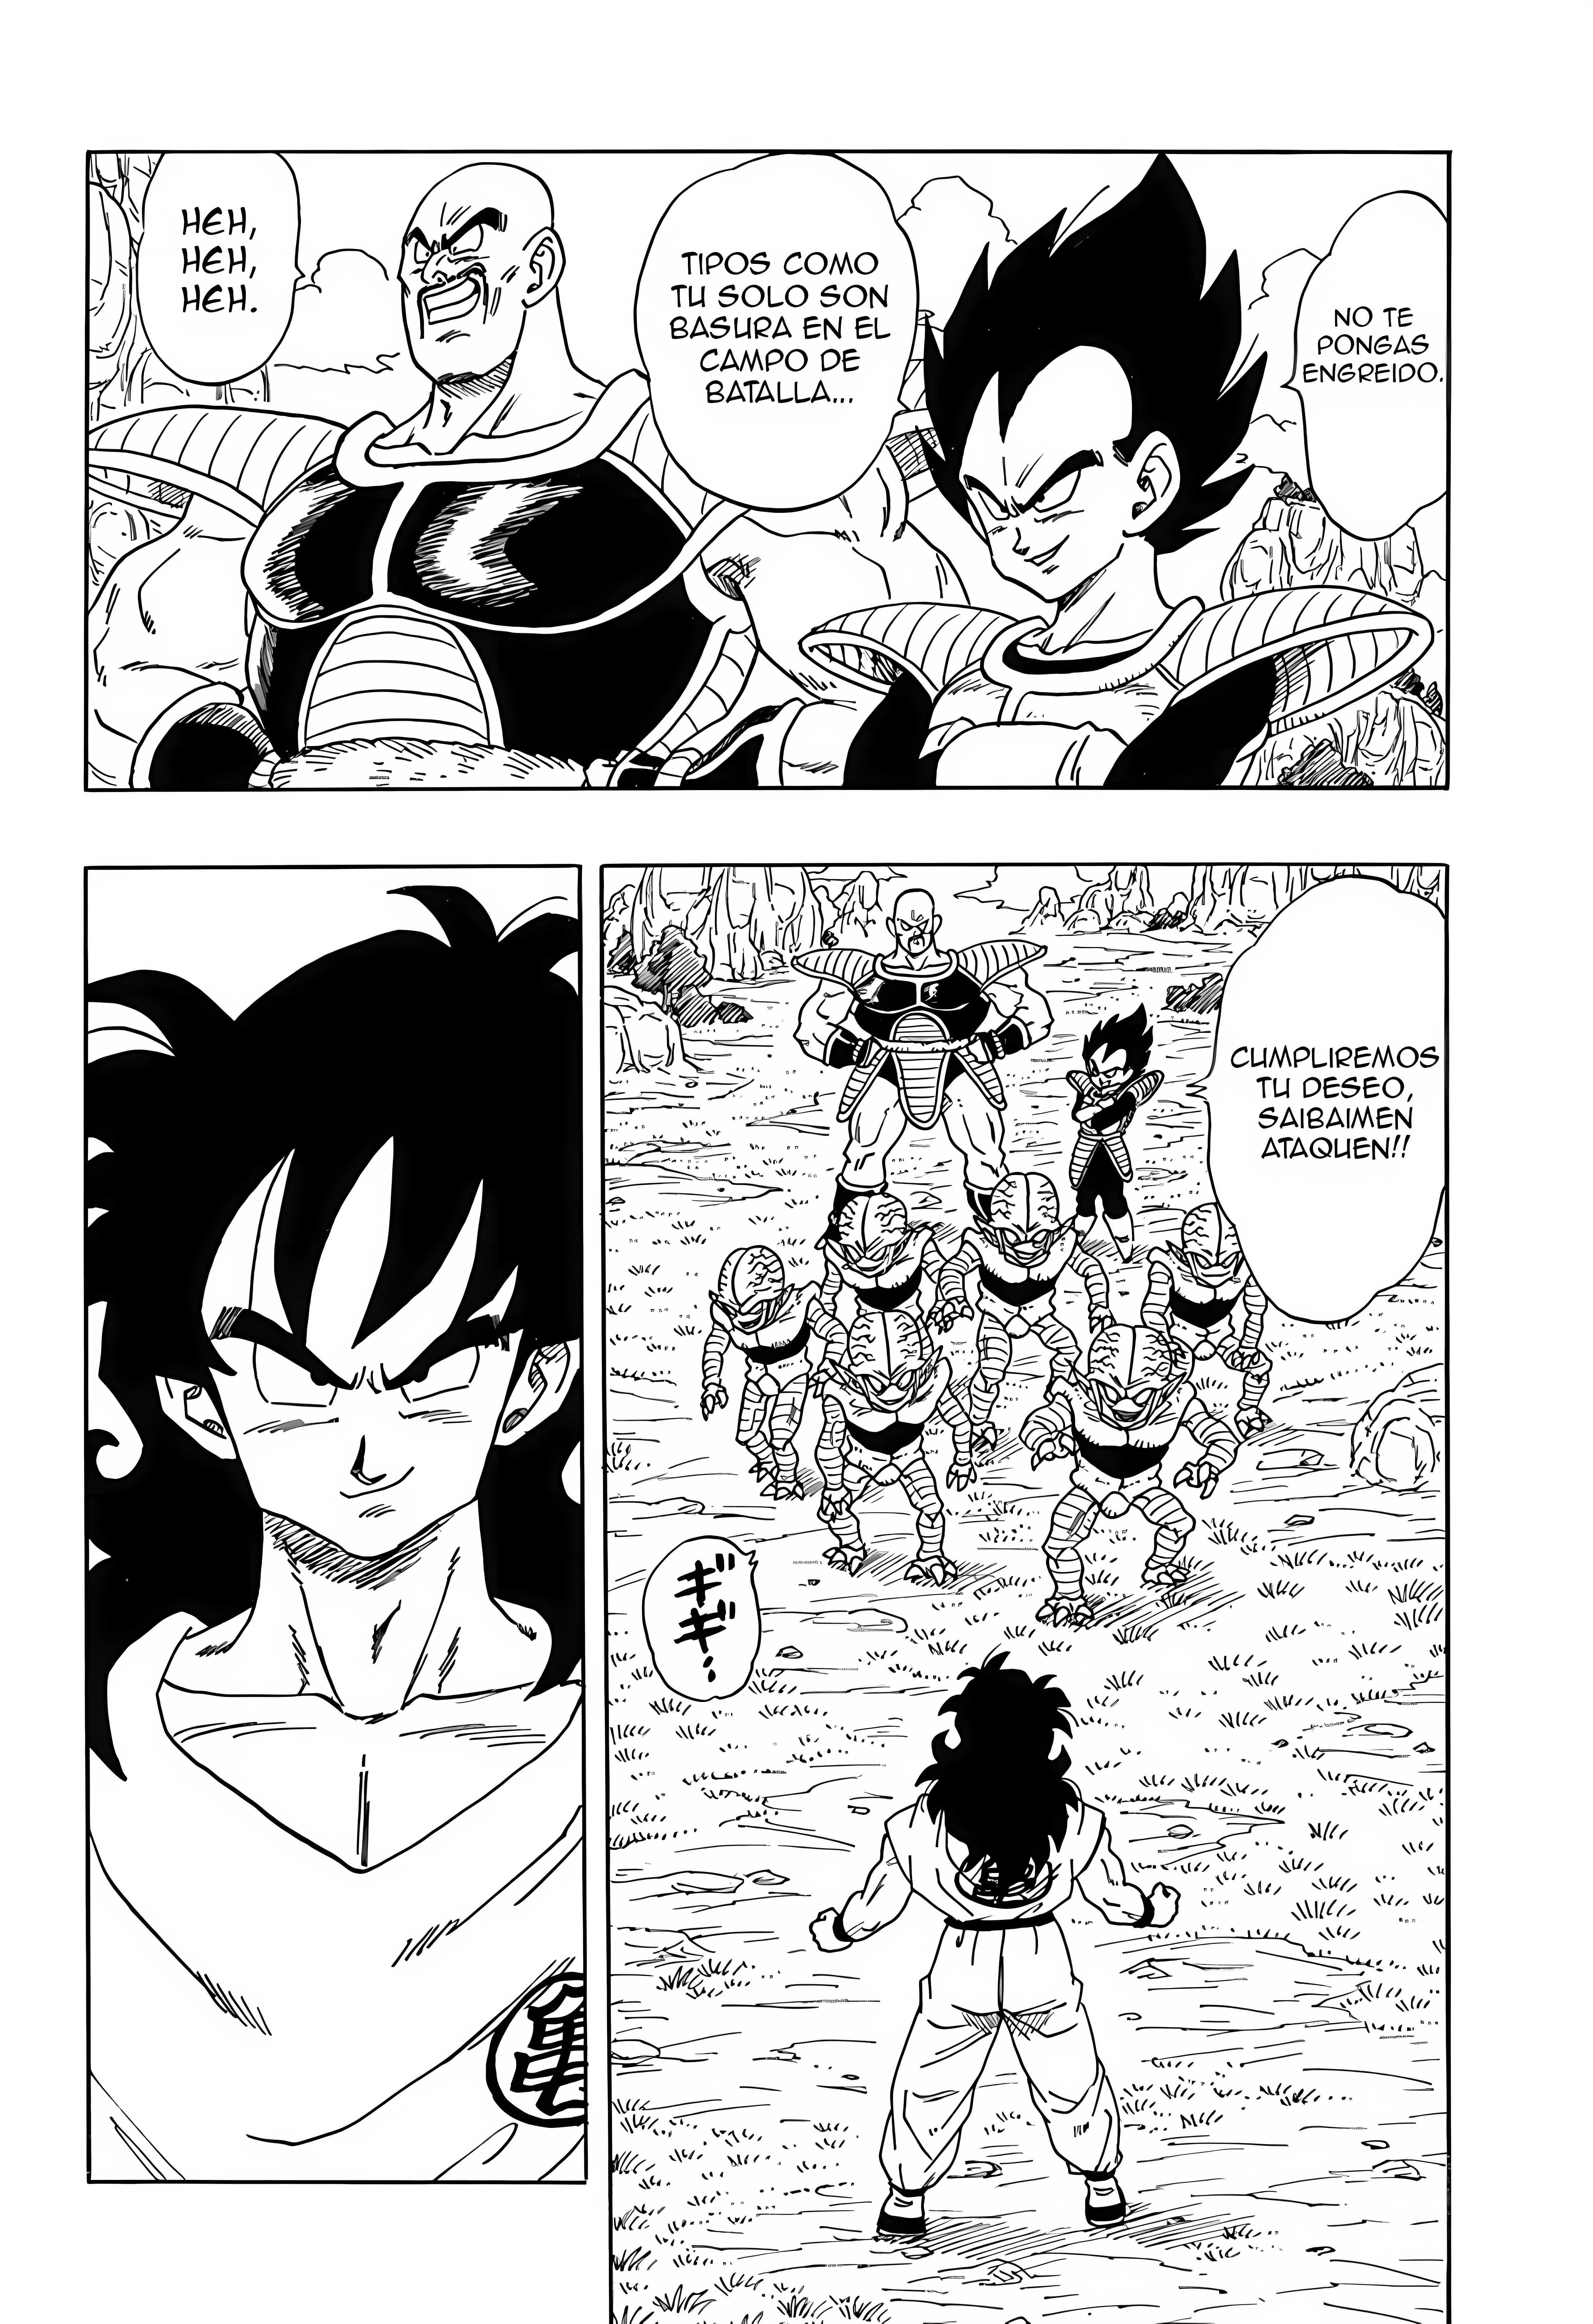 NO TE
PONGAS
ENGREIDO.
TIPOS COMO
TU SOLO SON
BASURA EN EL
CAMPO DE
BATALLA...
HEH,
HEH,
HEH.
CUMPLIREMOS
TU DESEO,
SAIBAIMEN
ATAQUEN!!
ギギ・
亀